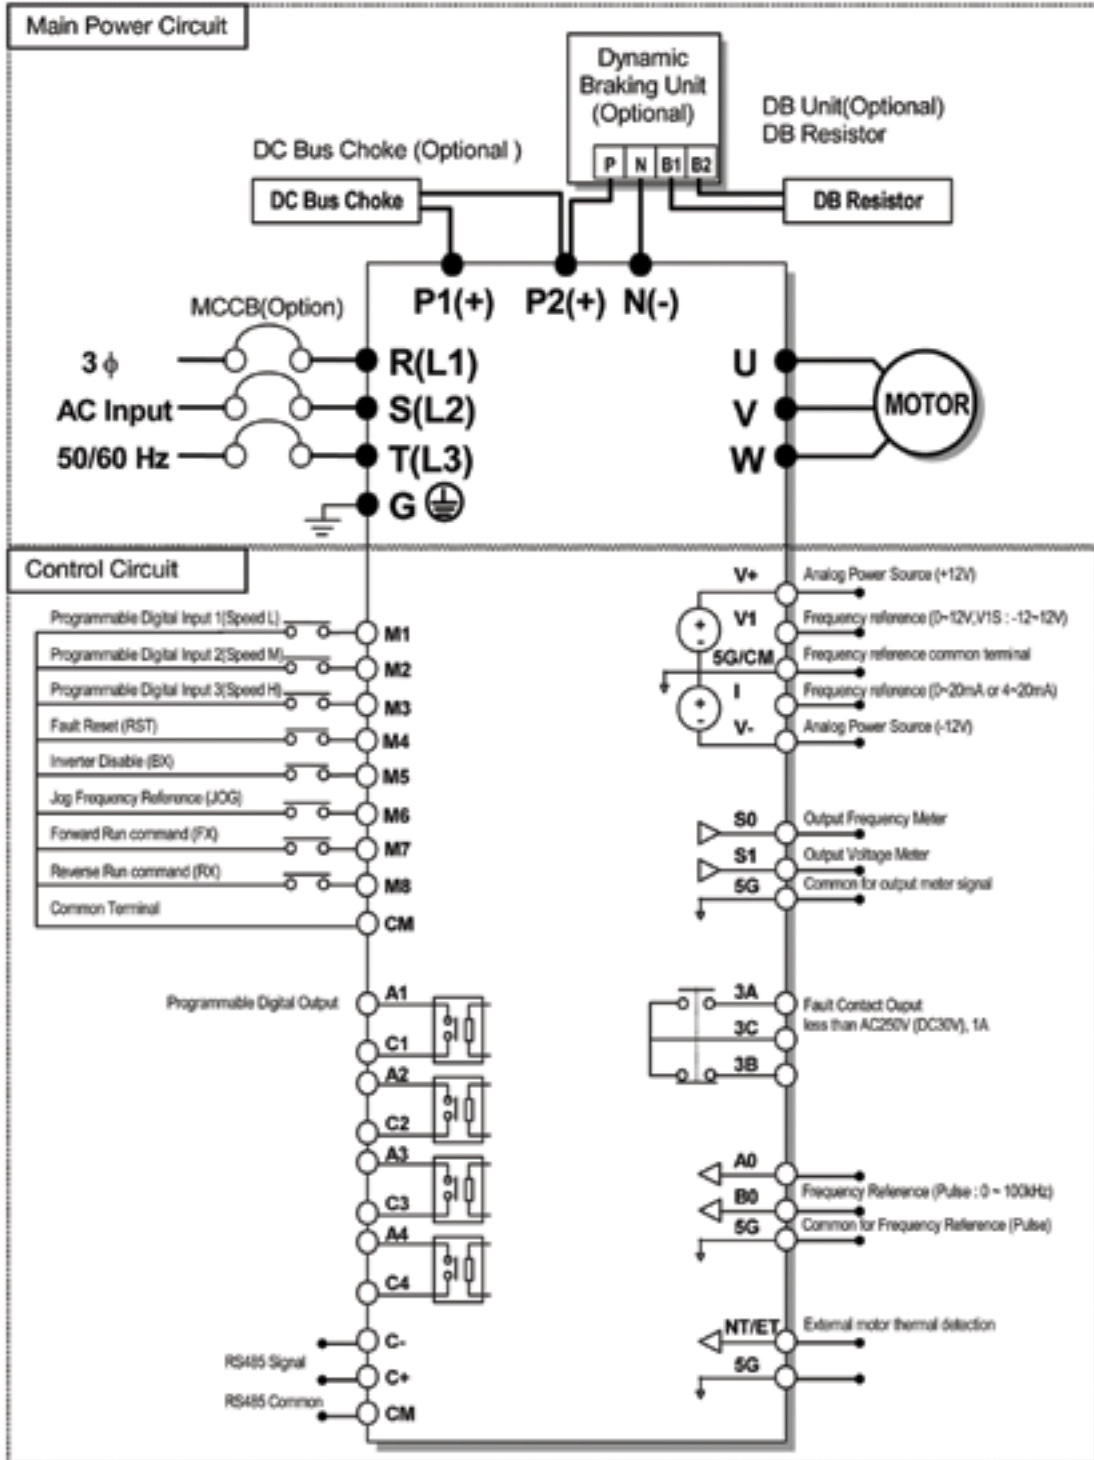 Main Power Circuit
Dynamic
Braking Unit
(Optional)
P N B1 B2
DB Unit(Optional)
DB Resistor
DC Bus Choke (Optional )
DC Bus Choke
DB Resistor
P1(+) P2(+) N(-)
MCCB(Option)
3 ϕ
R(L1)
U
AC Input
S(L2)
V
MOTOR
50/60 Hz
T(L3)
W
G
Control Circuit
Programmable Digital Input 1(Speed L)
M1
Programmable Digital Input 2(Speed M)
M2
Programmable Digital Input 3(Speed H)
M3
Fault Reset (RST)
M4
Inverter Disable (BX)
M5
Jog Frequency Reference (JOG)
M6
Forward Run command (FX)
M7
Reverse Run command (RX)
M8
Common Terminal
CM
V+ Analog Power Source (+12V)
V1 Frequency reference (0~12V,V1S : -12~12V)
5G/CM Frequency reference common terminal
I Frequency reference (0~20mA or 4~20mA)
V- Analog Power Source (-12V)
S0 Output Frequency Meter
S1 Output Voltage Meter
5G Common for output meter signal
Programmable Digital Output
A1
C1
A2
C2
A3
C3
A4
C4
3A Fault Contact Ouput
less than AC250V (DC30V), 1A
3C
3B
A0
B0 Frequency Reference (Pulse : 0 ~ 100kHz)
5G Common for Frequency Reference (Pulse)
C-
RS485 Signal
C+
RS485 Common
CM
NT/ET External motor thermal detection
5G